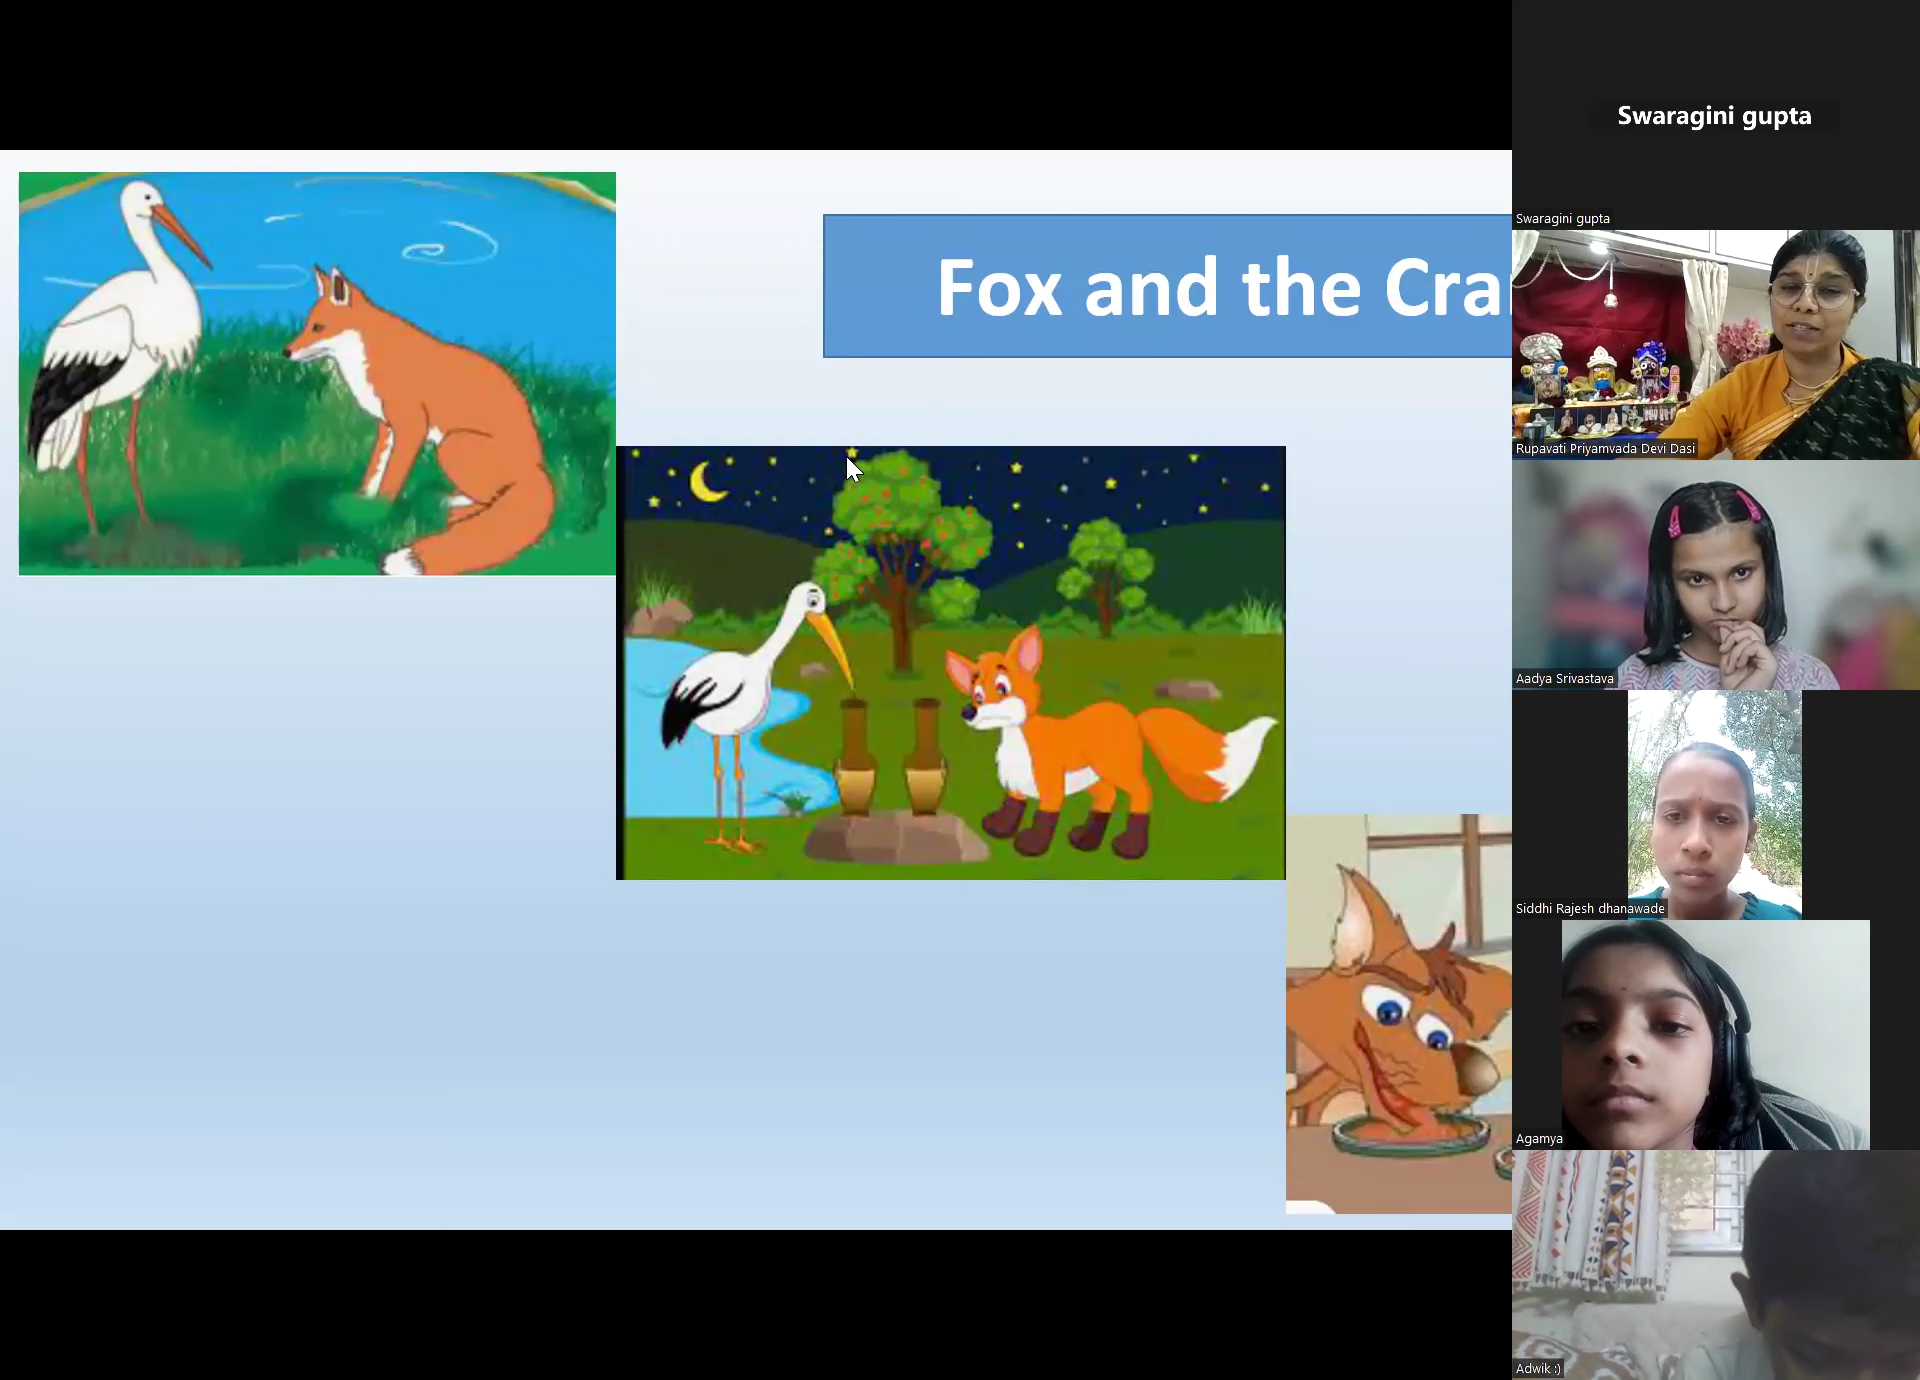 Fox and the Cra
Swaragini gupta
Swaragini gupta
Rupavati Priyamvada Devi Dasi
Aadya Srivastava
Siddhi Rajesh dhanawade
Agamya
Adwik :)